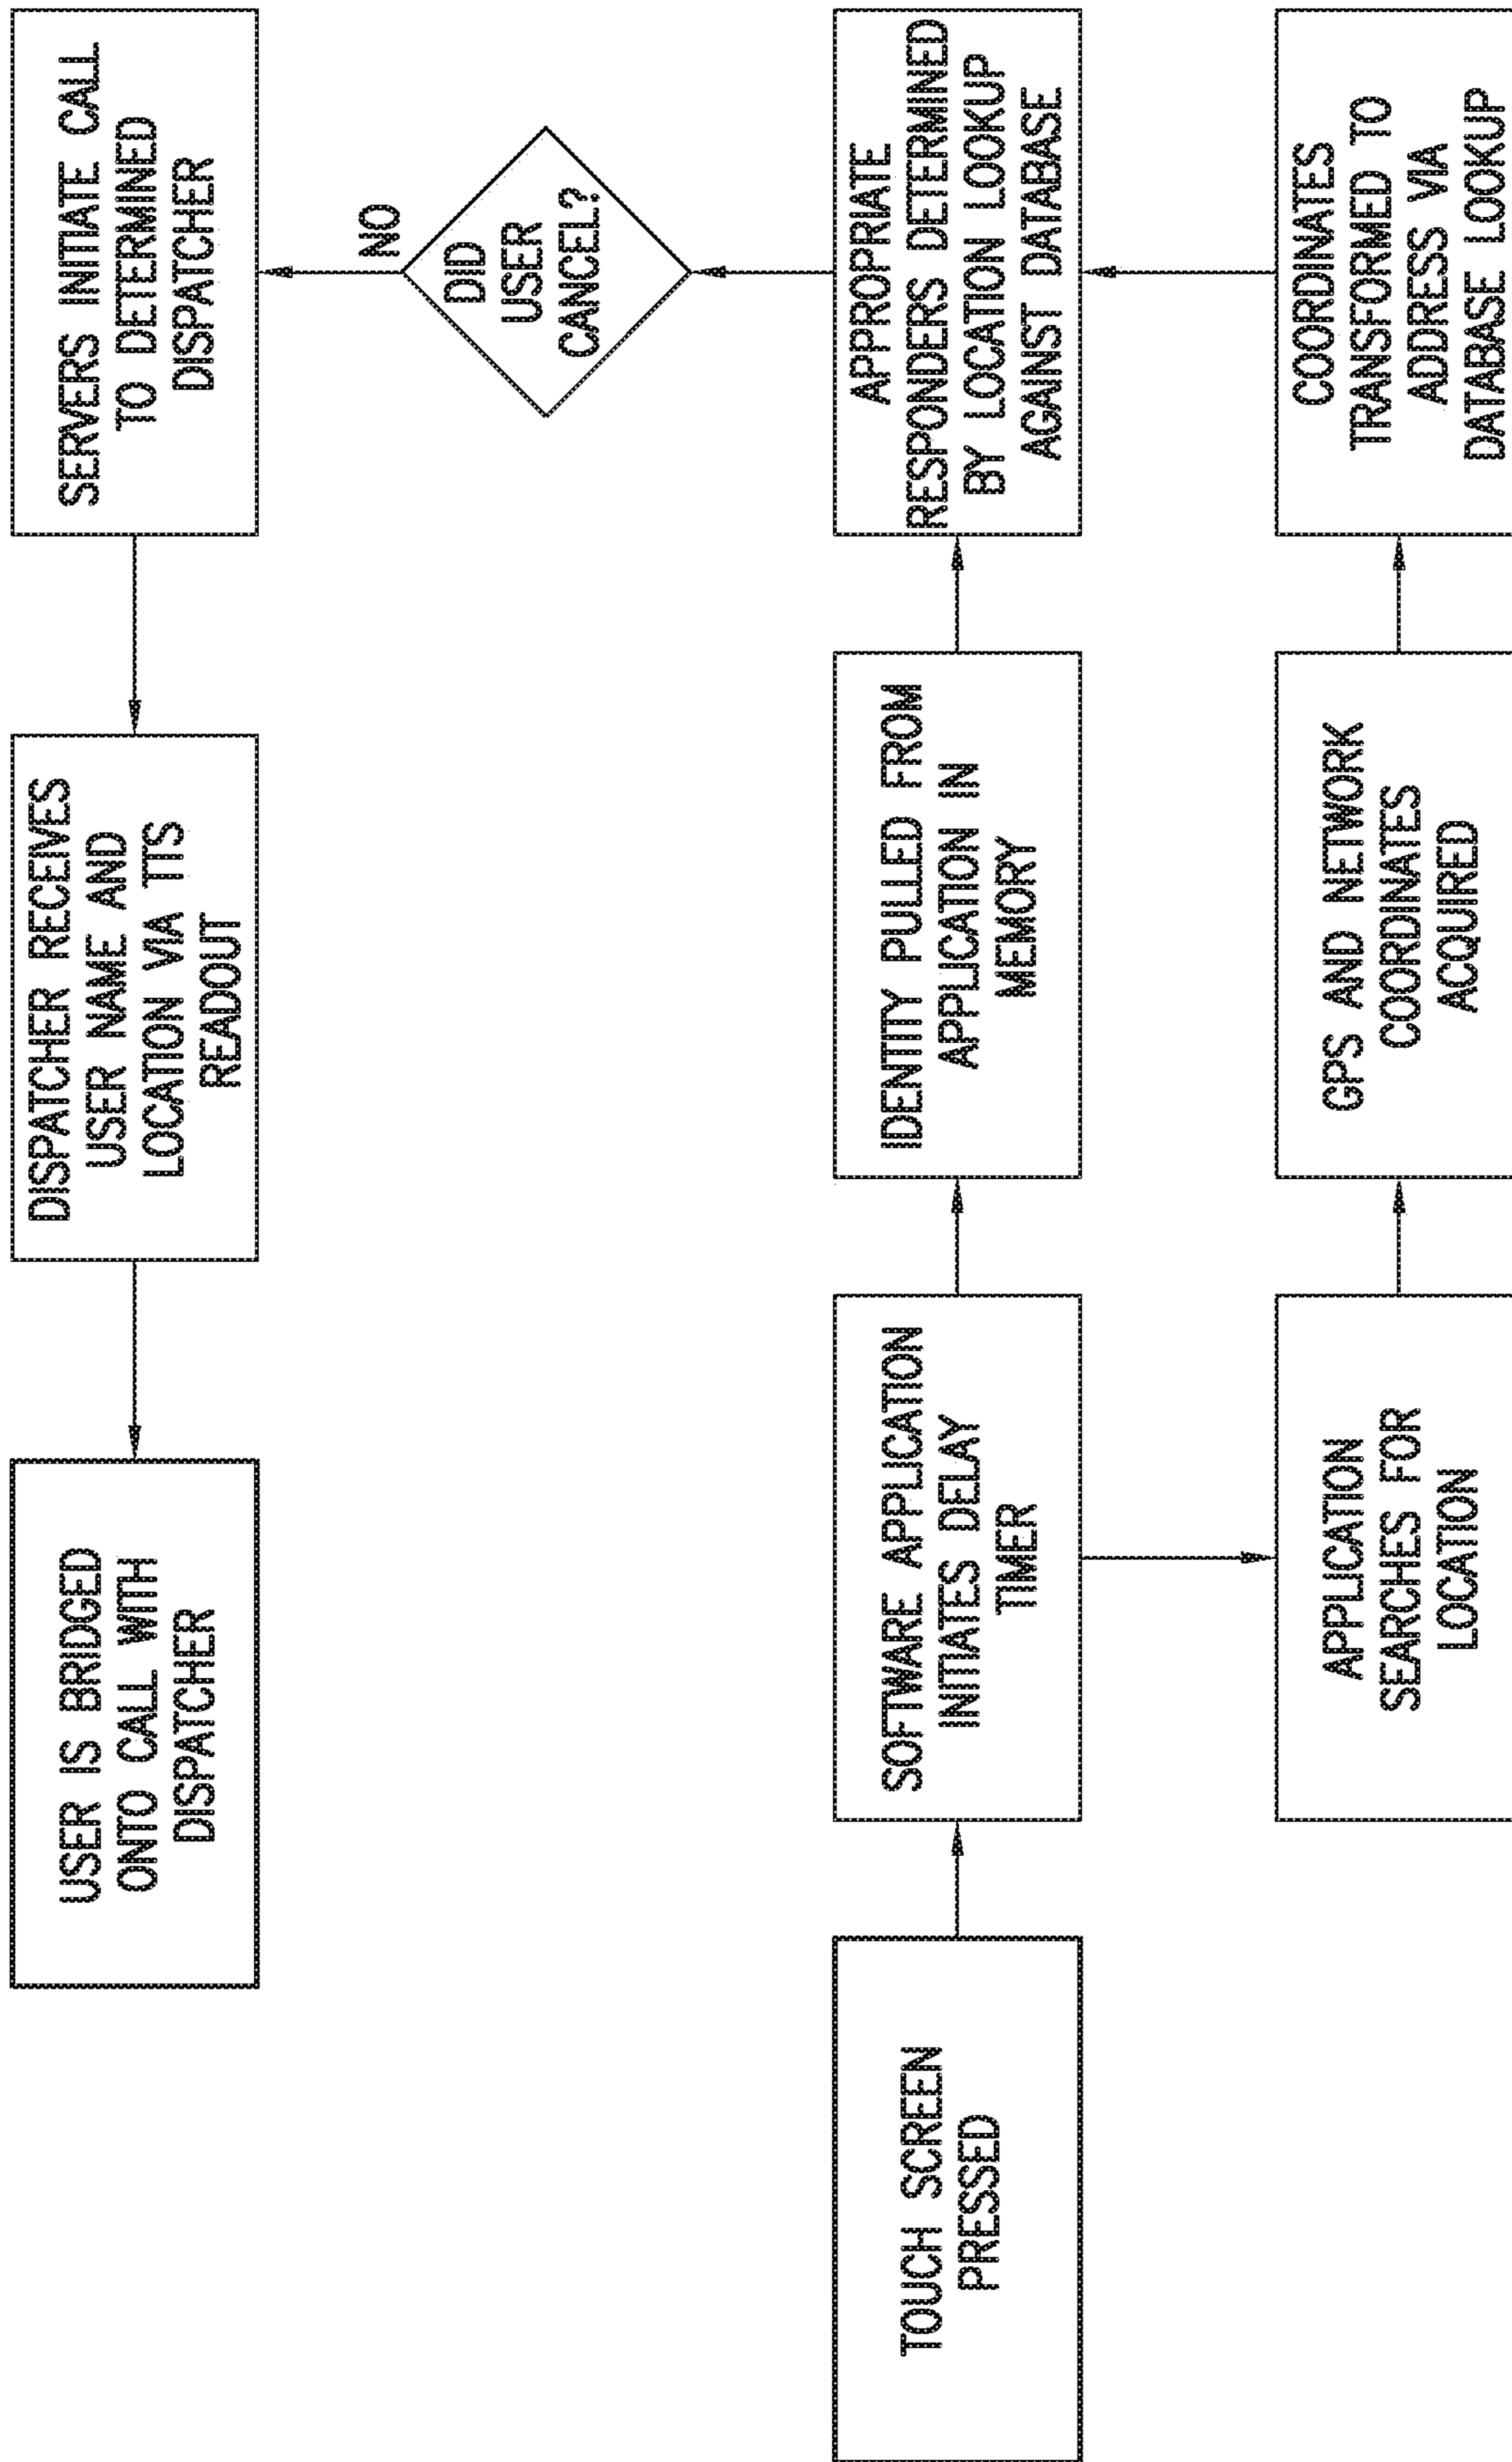 USER IS BRIDGED
ONTO CALL WITH
DISPATCHER
DISPATCHER RECEIVES
USER NAME AND
LOCATION VIA TTS
READOUT
SERVERS INITIATE CALL
TO DETERMINED
DISPATCHER
NO
DID
USER
CANCEL?
TOUCH SCREEN
PRESSED
SOFTWARE APPLICATION
INITIATES DELAY
TIMER
IDENTITY PULLED FROM
APPLICATION IN
MEMORY
APPROPRIATE
RESPONDERS DETERMINED
BY LOCATION LOOKUP
AGAINST DATABASE
APPLICATION
SEARCHES FOR
LOCATION
GPS AND NETWORK
COORDINATES
ACQUIRED
COORDINATES
TRANSFORMED TO
ADDRESS VIA
DATABASE LOOKUP